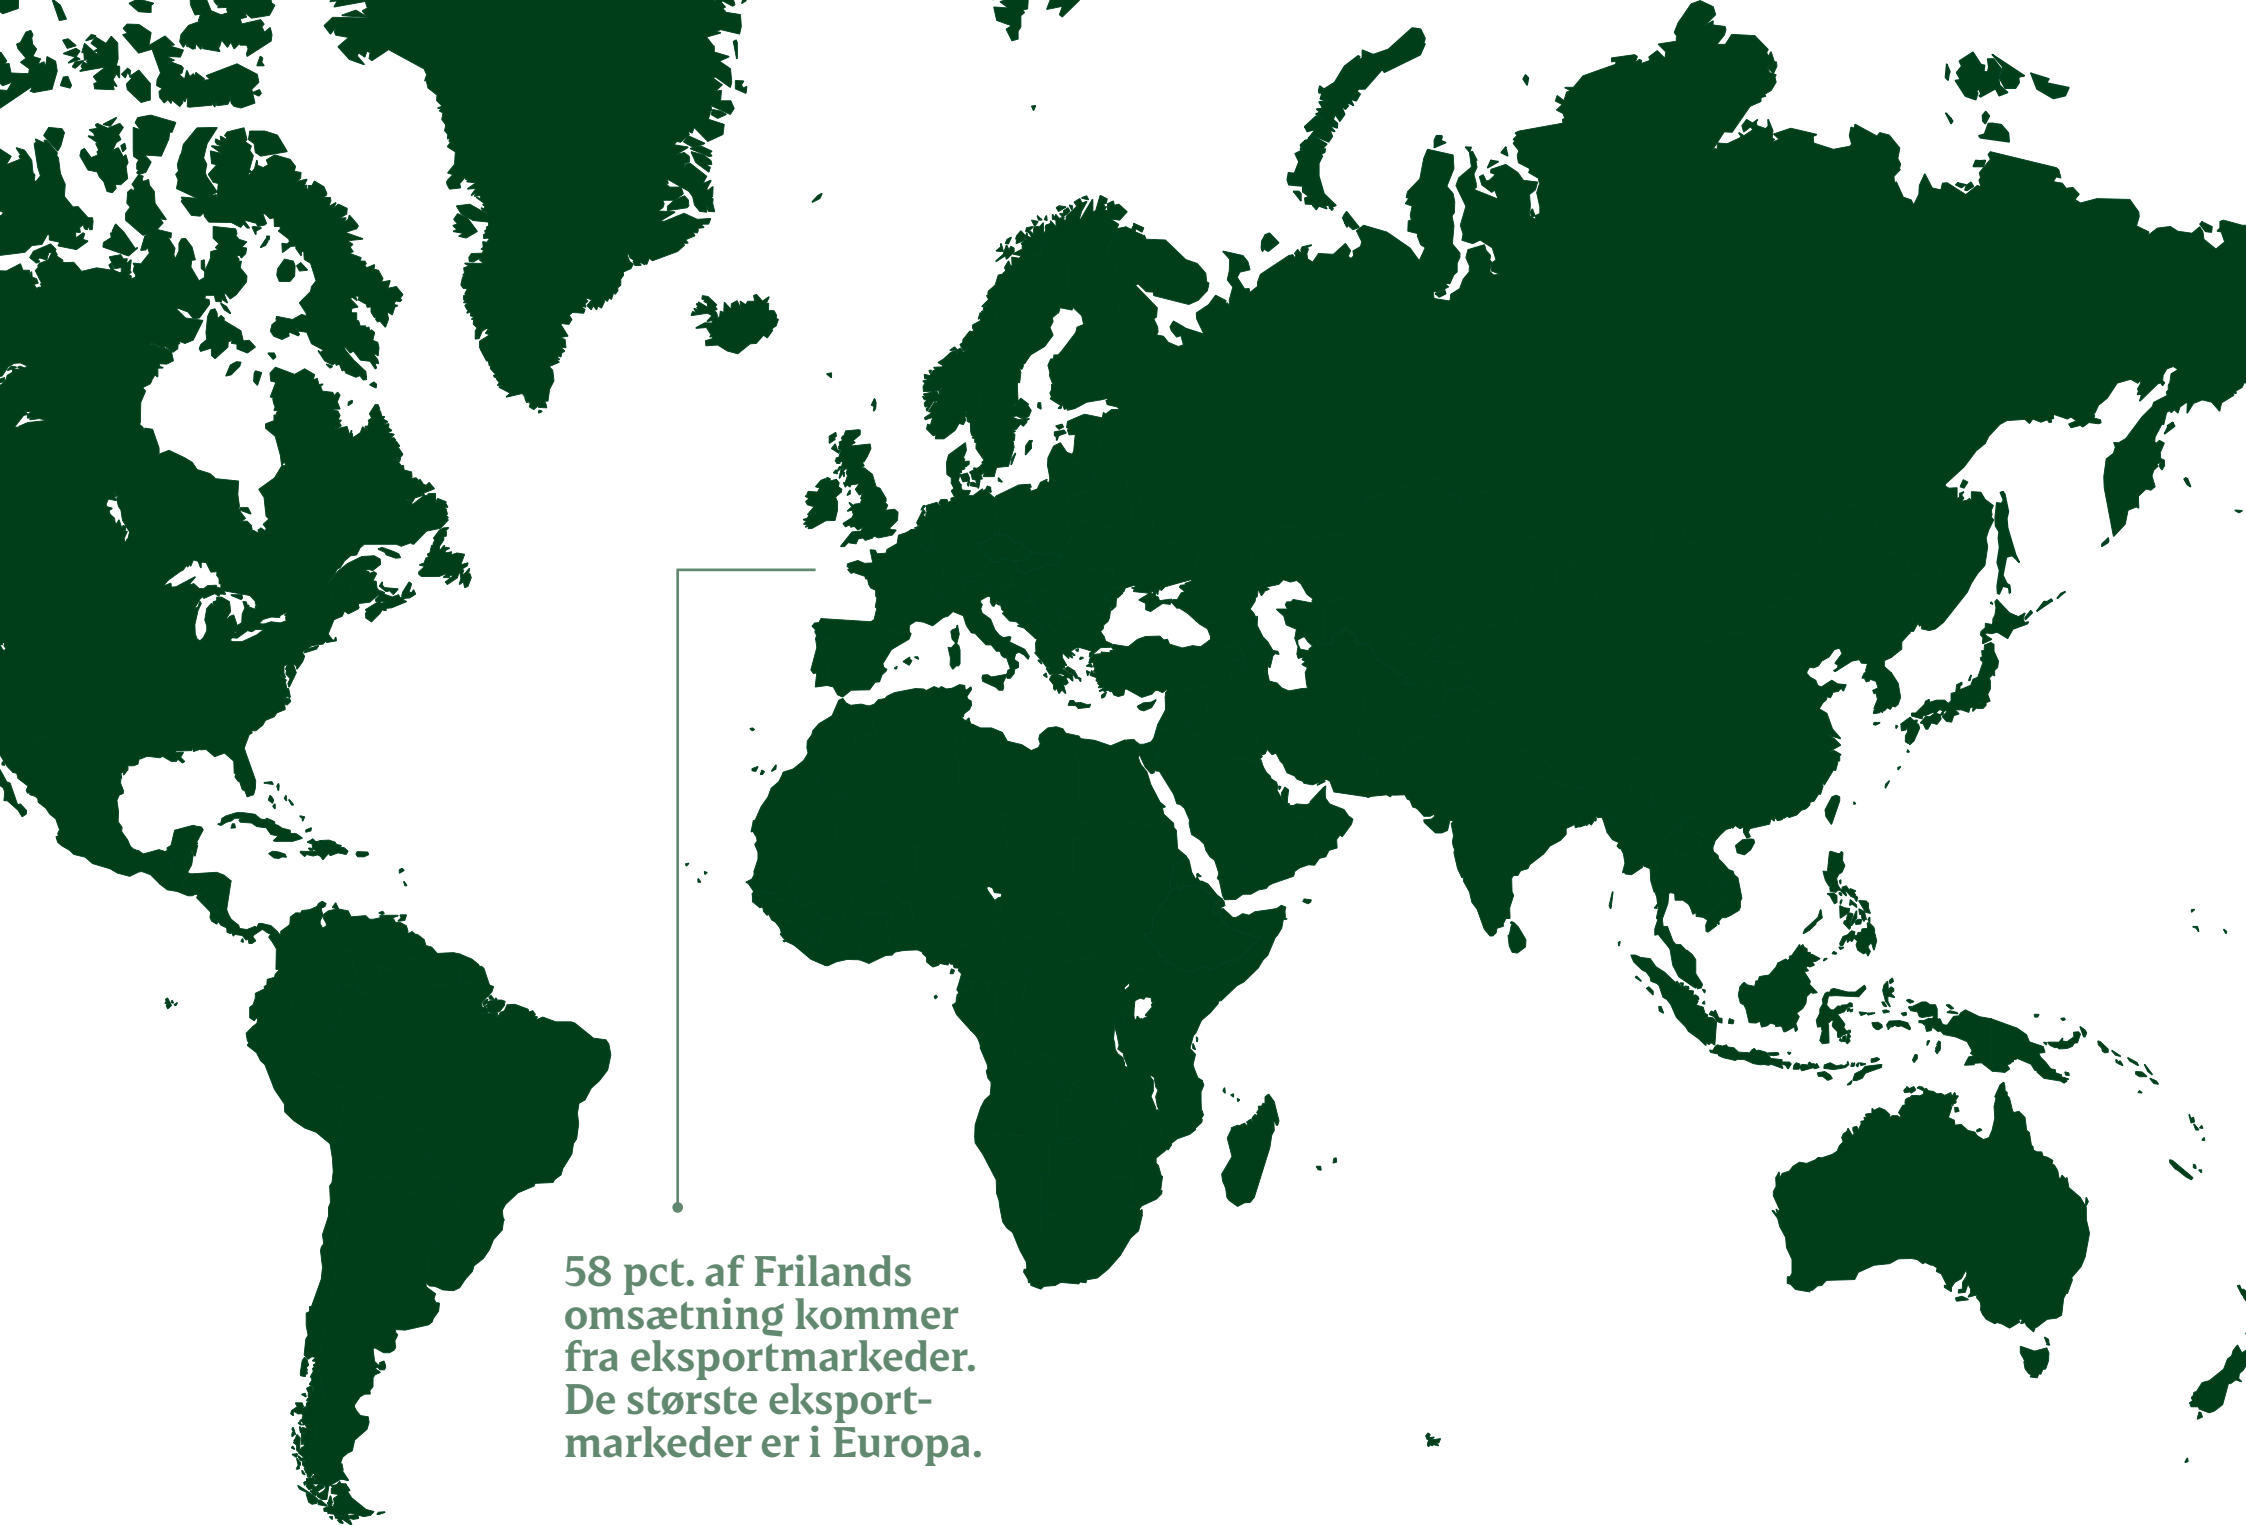 58 pct. af Frilands
omsætning kommer
fra eksportmarkeder.
De største eksport-
markeder er i Europa.